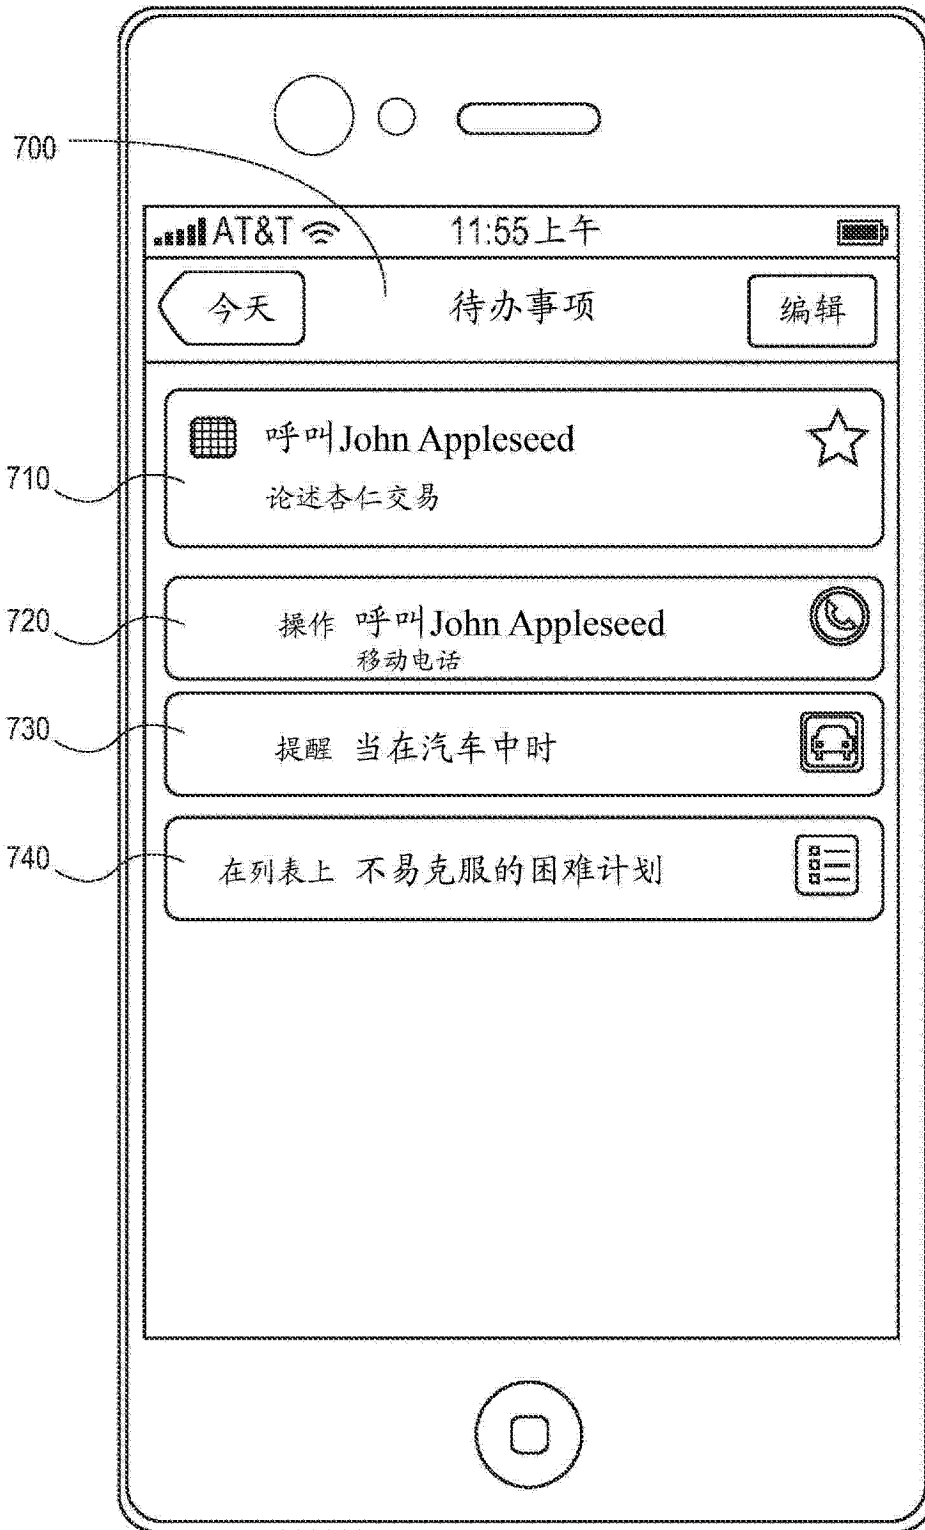 700
AT&T 11:55上午
今天 待办事项 编辑
呼叫John Appleseed
710
论述杏仁交易
720
操作 呼叫John Appleseed
移动电话
730
提醒 当在汽车中时
740
在列表上 不易克服的困难计划